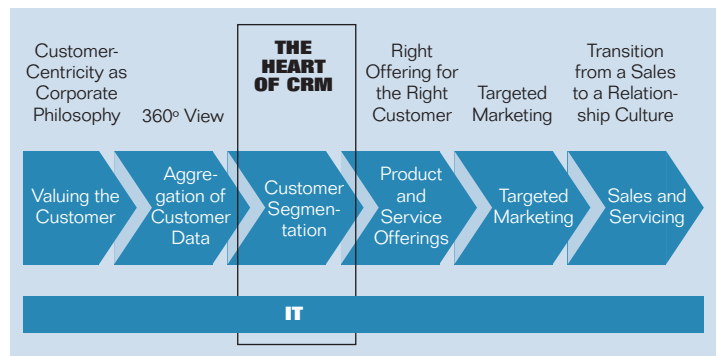 Customer-
Centricity as
Corporate
Philosophy
360º View
THE
HEART
OF CRM
Right
Offering for
the Right
Customer
Targeted
Marketing
Transition
from a Sales
to a Relation-
ship Culture
Valuing the
Customer
Aggre-
gation of
Customer
Data
Customer
Segmen-
tation
Product
and
Service
Offerings
Targeted
Marketing
Sales and
Servicing
IT